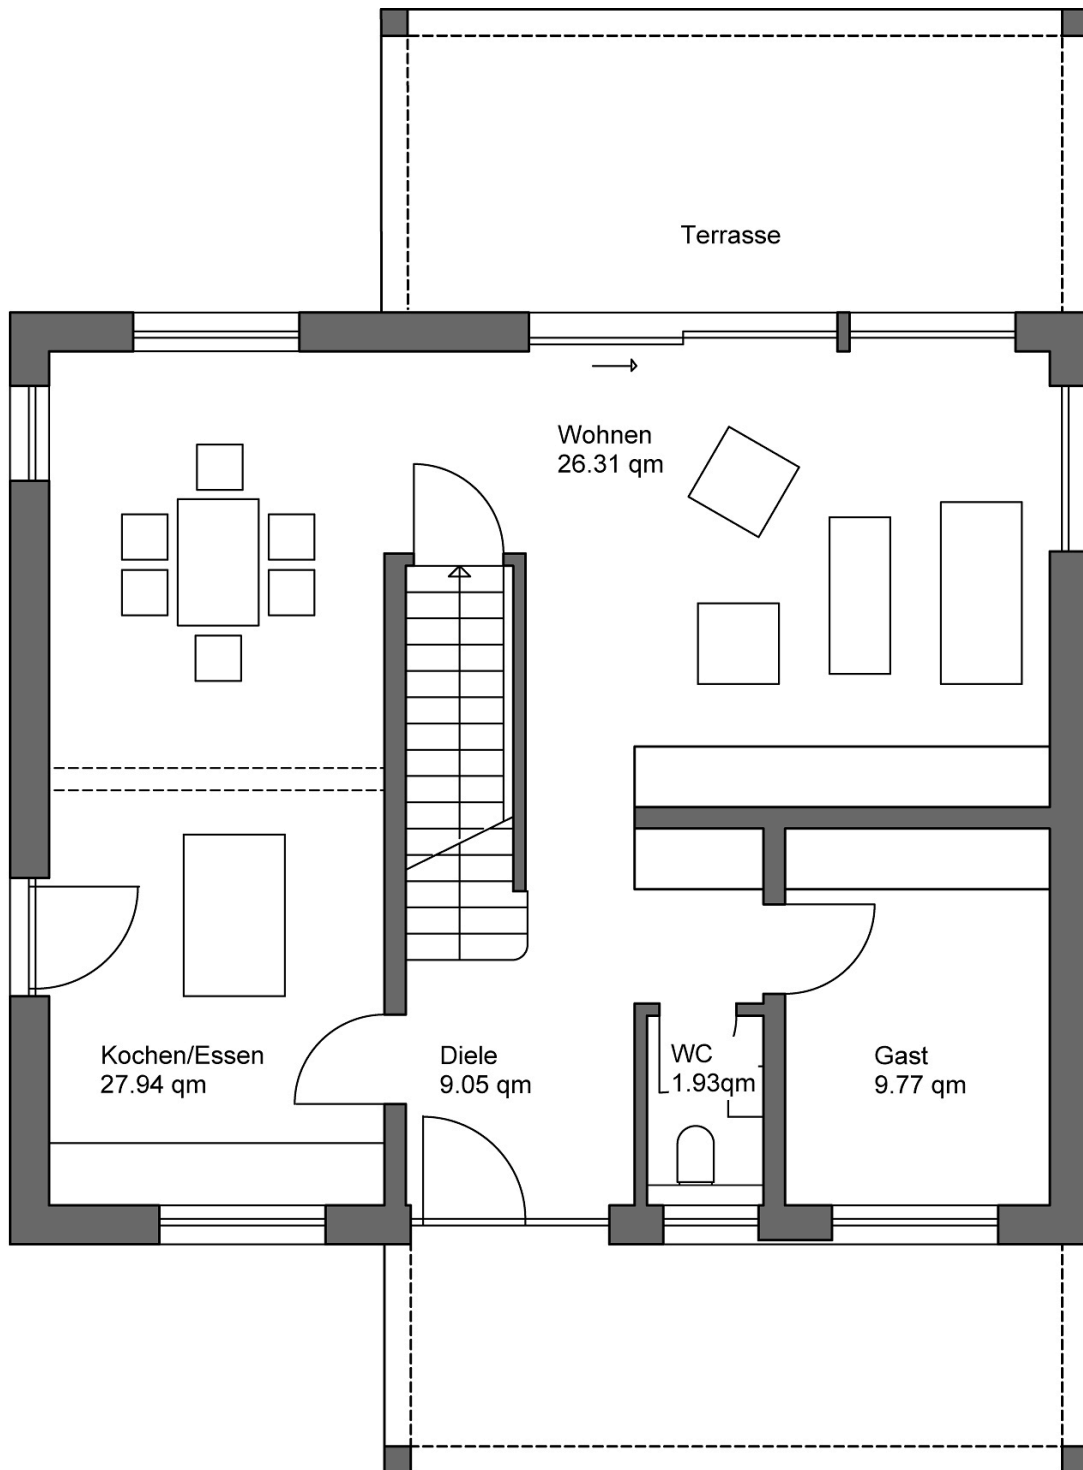 Terrasse
Wohnen
26.31 qm
Kochen/Essen
27.94 qm
Diele
9.05 qm
WC
1.93qm
Gast
9.77 qm